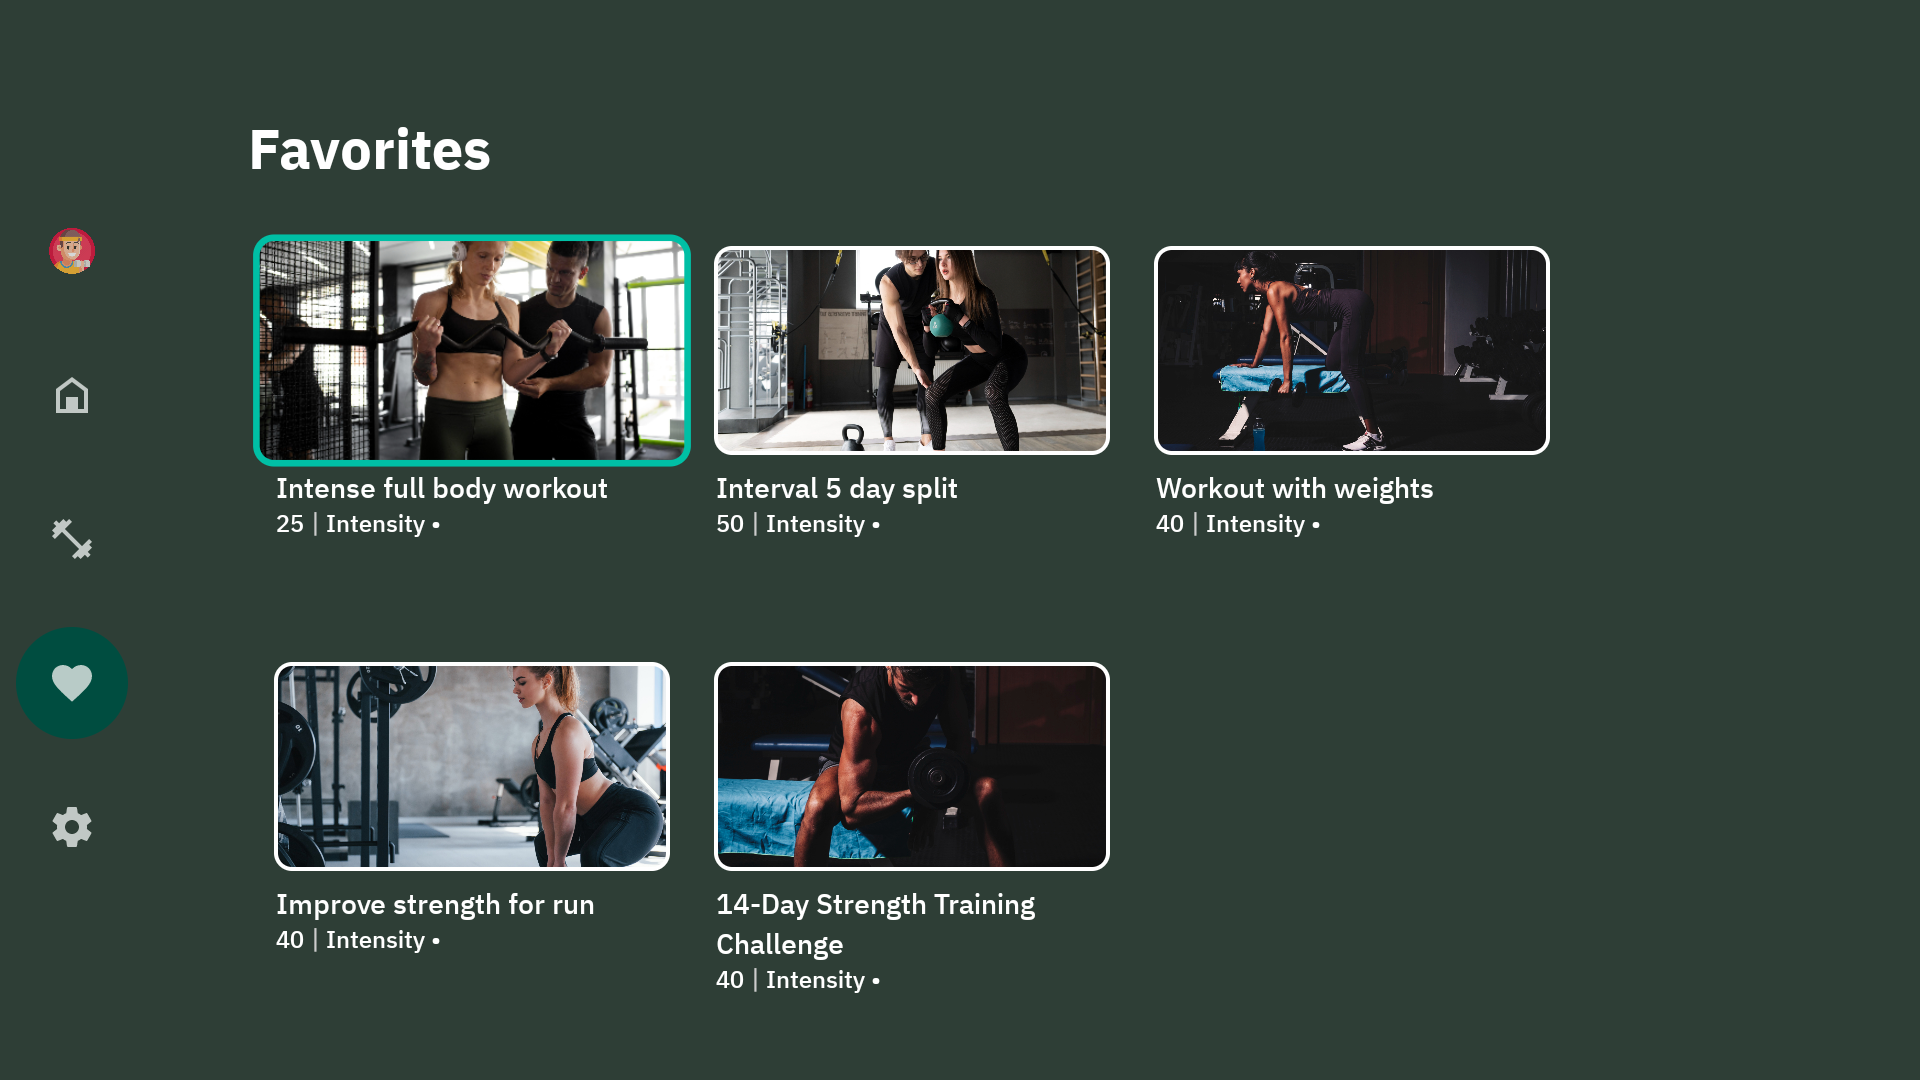 Favorites
Intense full body workout
25 | Intensity •
Interval 5 day split
50 | Intensity •
Workout with weights
40 | Intensity •
Improve strength for run
40 | Intensity •
14-Day Strength Training
Challenge
40 | Intensity •